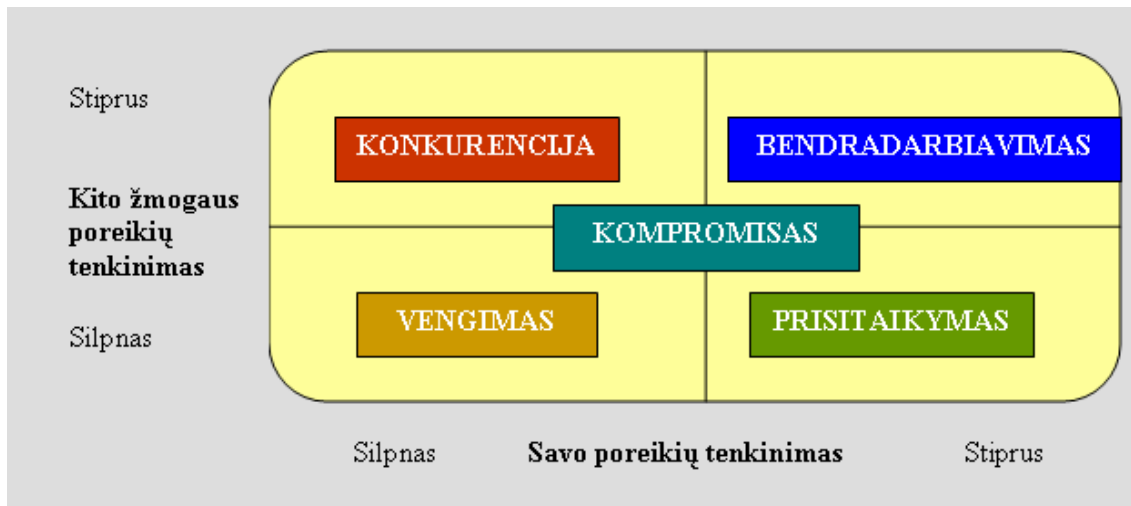 Stiprus
KONKURENCIJA
BENDRADARBIAVIMAS
Kito žmogaus
poreikių
tenkinimas
KOMPROMISAS
VENGIMAS
PRISITAIKYMAS
Silpnas
Silpnas
Savo poreikių tenkinimas
Stiprus